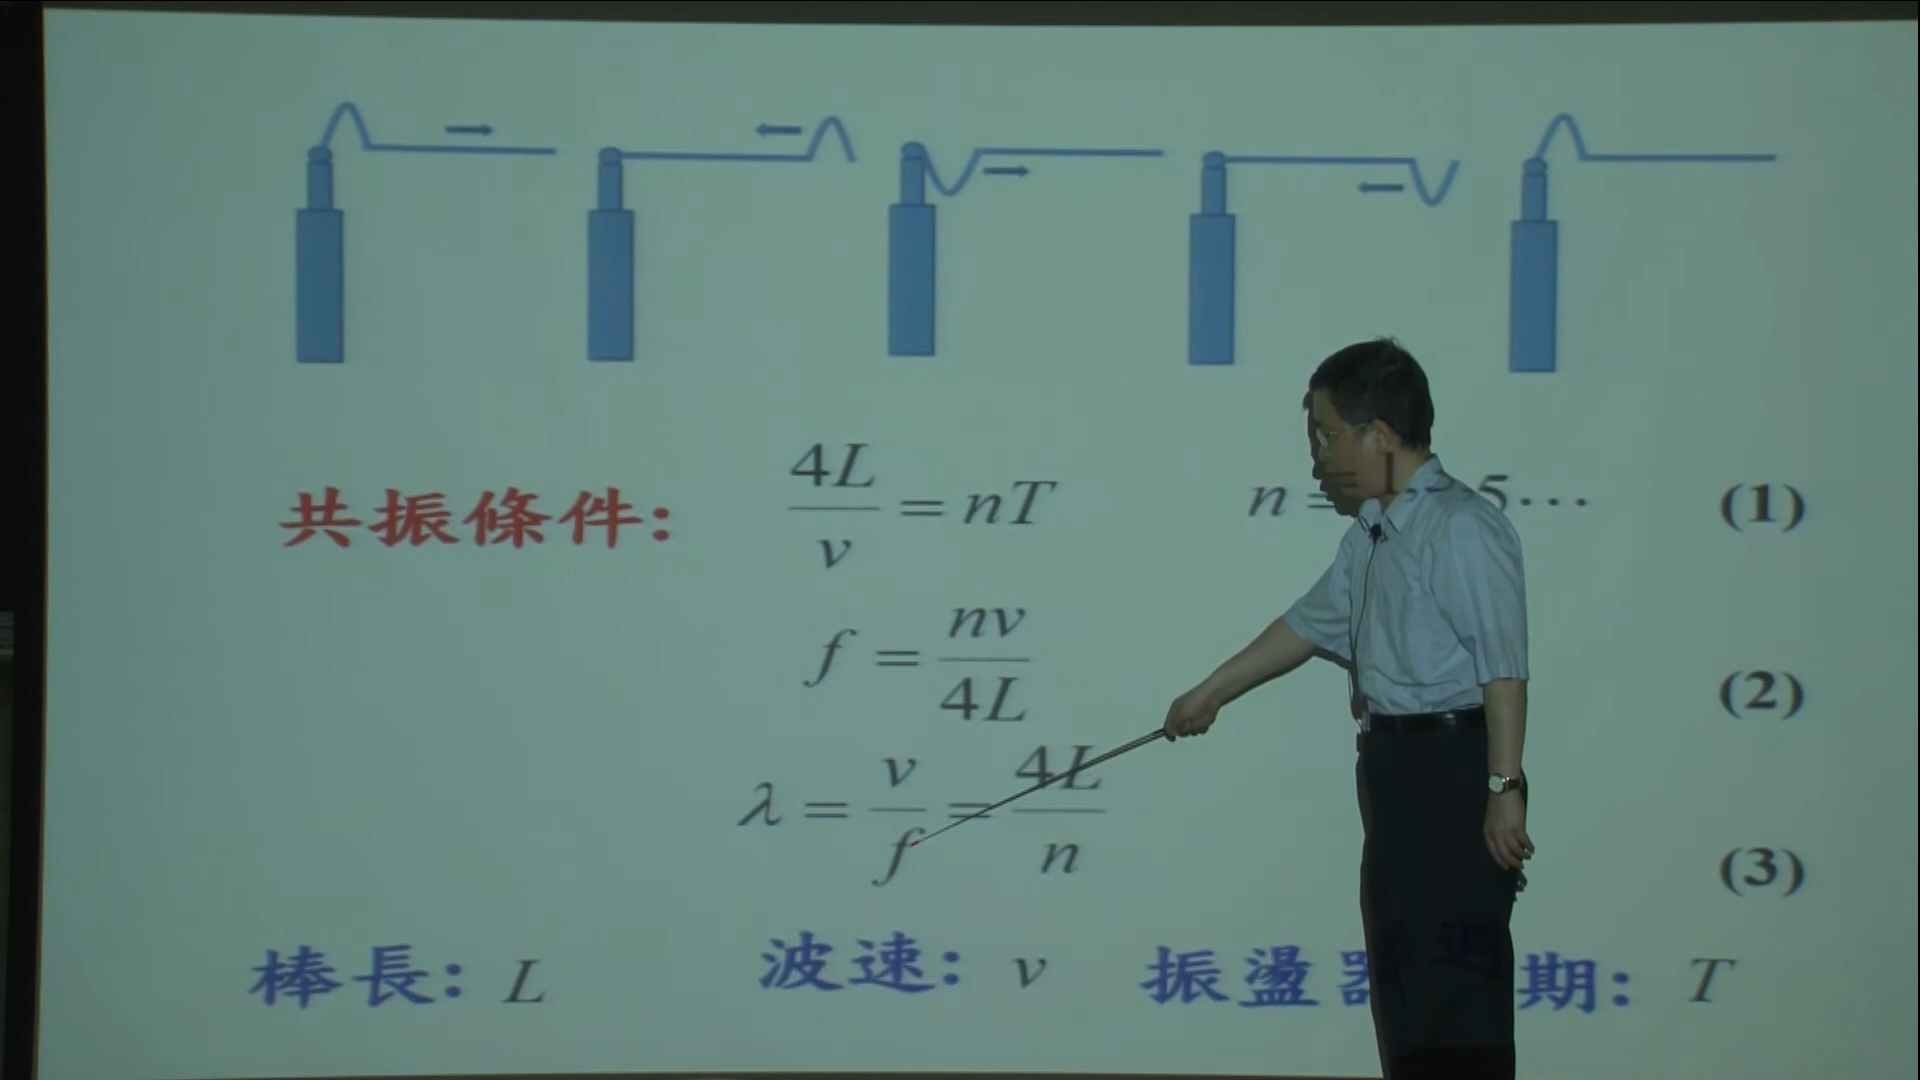 共振條件: 4L/v = nT n = 1,3,5⋯ (1)
f = nv/4L (2)
λ = v/f = 4L/n (3)
棒長: L 波速: v 振盪器週期: T